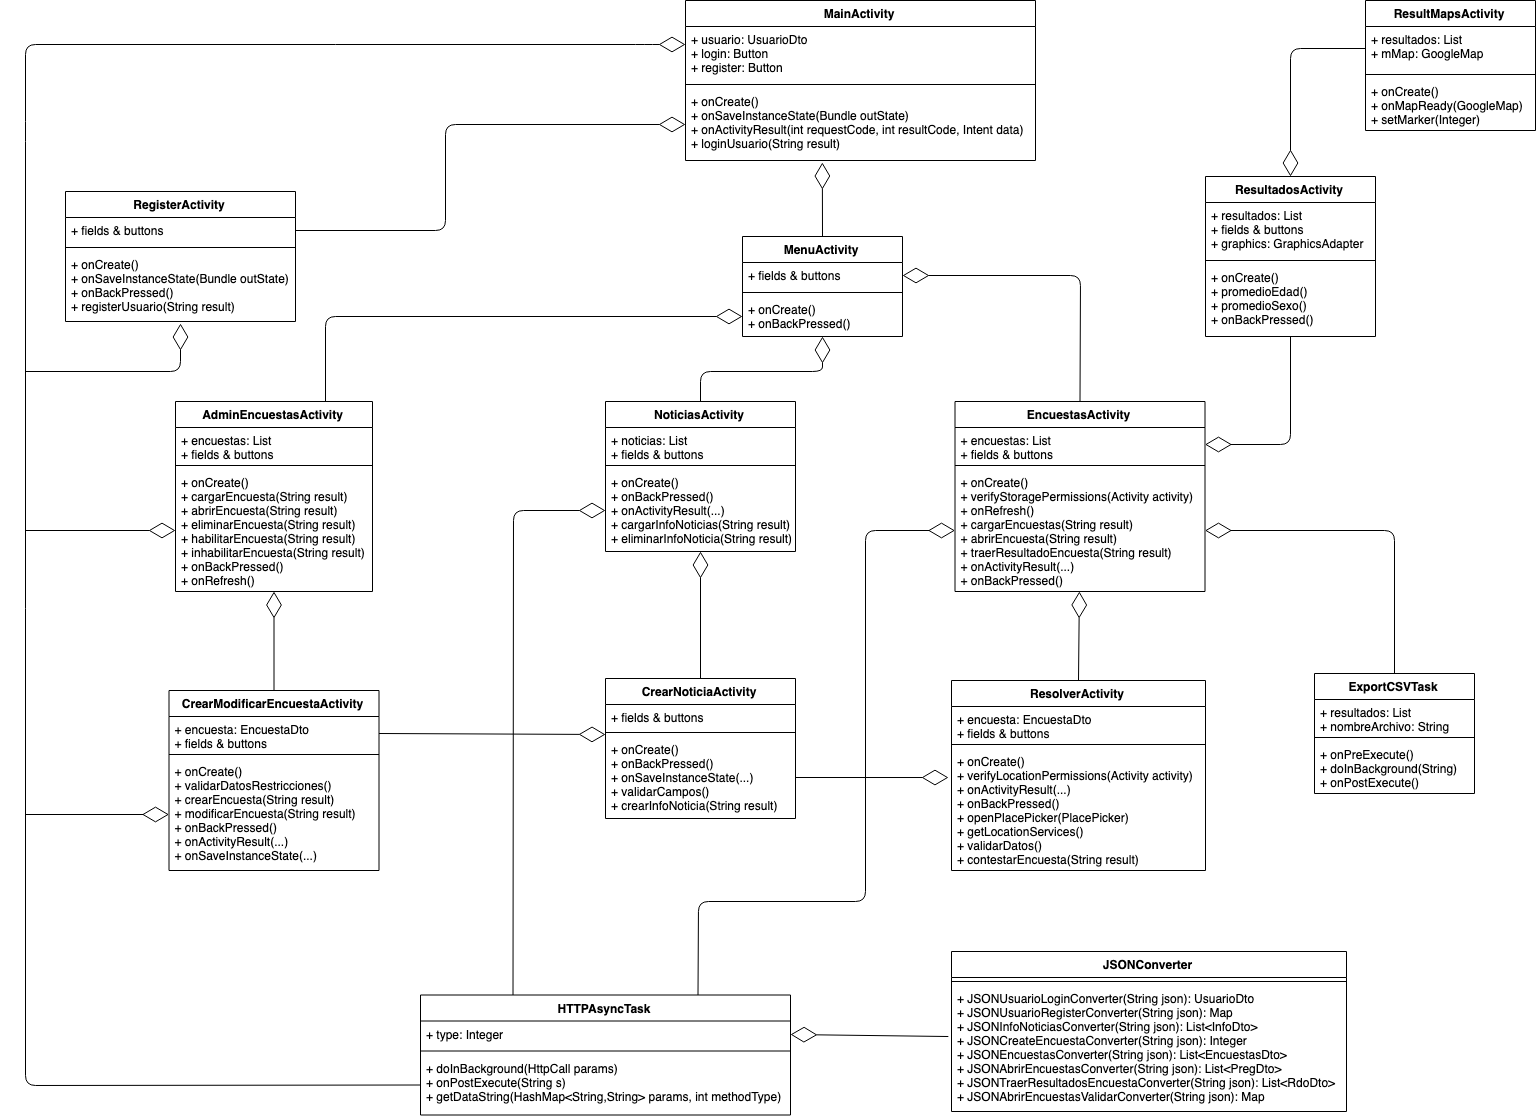 MainActivity
+ usuario: UsuarioDto
+ login: Button
+ register: Button
+ onCreate()
+ onSaveInstanceState(Bundle outState)
+ onActivityResult(int requestCode, int resultCode, Intent data)
+ loginUsuario(String result)
ResultMapsActivity
+ resultados: List
+ mMap: GoogleMap
+ onCreate()
+ onMapReady(GoogleMap)
+ setMarker(Integer)
RegisterActivity
+ fields & buttons
+ onCreate()
+ onSaveInstanceState(Bundle outState)
+ onBackPressed()
+ registerUsuario(String result)
MenuActivity
+ fields & buttons
+ onCreate()
+ onBackPressed()
ResultadosActivity
+ resultados: List
+ fields & buttons
+ graphics: GraphicsAdapter
+ onCreate()
+ promedioEdad()
+ promedioSexo()
+ onBackPressed()
AdminEncuestasActivity
+ encuestas: List
+ fields & buttons
+ onCreate()
+ cargarEncuesta(String result)
+ abrirEncuesta(String result)
+ eliminarEncuesta(String result)
+ habilitarEncuesta(String result)
+ inhabilitarEncuesta(String result)
+ onBackPressed()
+ onRefresh()
NoticiasActivity
+ noticias: List
+ fields & buttons
+ onCreate()
+ onBackPressed()
+ onActivityResult(...)
+ cargarInfoNoticias(String result)
+ eliminarInfoNoticia(String result)
EncuestasActivity
+ encuestas: List
+ fields & buttons
+ onCreate()
+ verifyStoragePermissions(Activity activity)
+ onRefresh()
+ cargarEncuestas(String result)
+ abrirEncuesta(String result)
+ traerResultadoEncuesta(String result)
+ onActivityResult(...)
+ onBackPressed()
CrearModificarEncuestaActivity
+ encuesta: EncuestaDto
+ fields & buttons
+ onCreate()
+ validarDatosRestricciones()
+ crearEncuesta(String result)
+ modificarEncuesta(String result)
+ onBackPressed()
+ onActivityResult(...)
+ onSaveInstanceState(...)
CrearNoticiaActivity
+ fields & buttons
+ onCreate()
+ onBackPressed()
+ onSaveInstanceState(...)
+ validarCampos()
+ crearInfoNoticia(String result)
ResolverActivity
+ encuesta: EncuestaDto
+ fields & buttons
+ onCreate()
+ verifyLocationPermissions(Activity activity)
+ onActivityResult(...)
+ onBackPressed()
+ openPlacePicker(PlacePicker)
+ getLocationServices()
+ validarDatos()
+ contestarEncuesta(String result)
ExportCSVTask
+ resultados: List
+ nombreArchivo: String
+ onPreExecute()
+ doInBackground(String)
+ onPostExecute()
HTTPAsyncTask
+ type: Integer
+ doInBackground(HttpCall params)
+ onPostExecute(String s)
+ getDataString(HashMap<String,String> params, int methodType)
JSONConverter
+ JSONUsuarioLoginConverter(String json): UsuarioDto
+ JSONUsuarioRegisterConverter(String json): Map
+ JSONInfoNoticiasConverter(String json): List<InfoDto>
+ JSONCreateEncuestaConverter(String json): Integer
+ JSONEncuestasConverter(String json): List<EncuestasDto>
+ JSONAbrirEncuestasConverter(String json): List<PregDto>
+ JSONTraerResultadosEncuestaConverter(String json): List<RdoDto>
+ JSONAbrirEncuestasValidarConverter(String json): Map